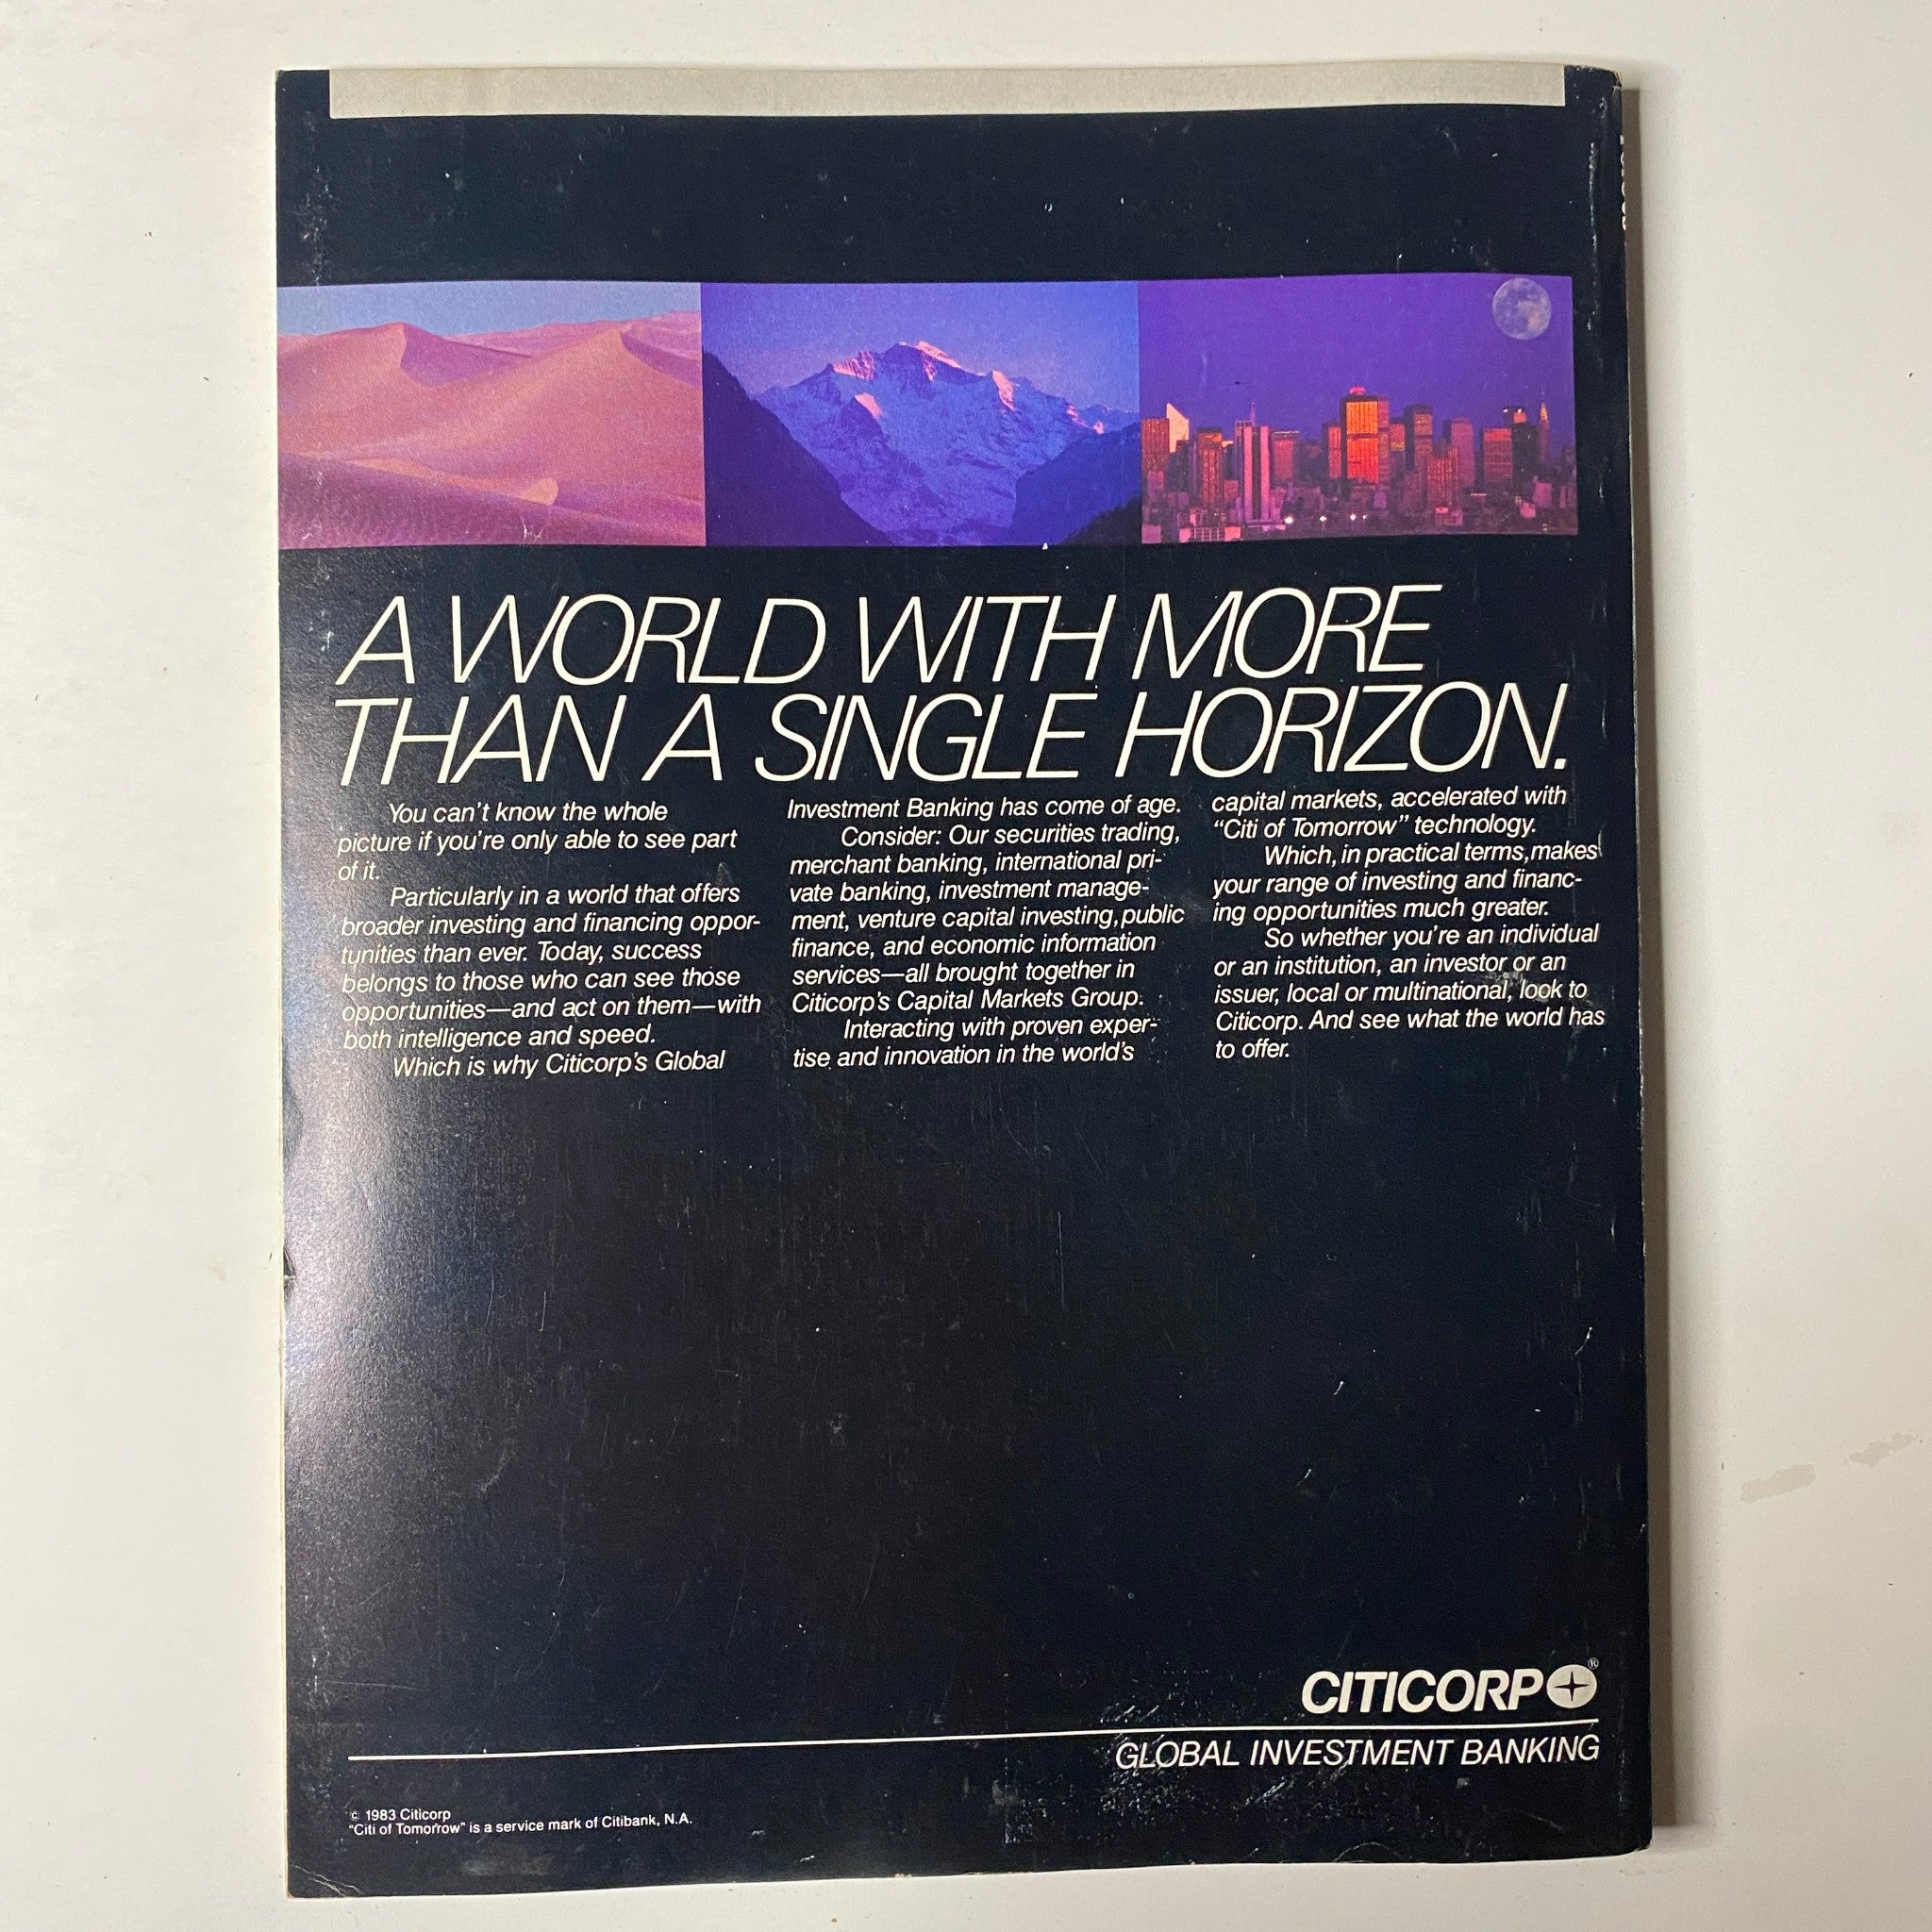 A WORLD WITH MORE
THAN A SINGLE HORIZON.
You can't know the whole
picture if you're only able to see part
of it.
Particularly in a world that offers
broader investing and financing oppor-
tunities than ever. Today, success
belongs to those who can see those
opportunities—and act on them—with
both intelligence and speed.
Which is why Citicorp's Global
Investment Banking has come of age.
Consider: Our securities trading,
merchant banking, international pri-
vate banking, investment manage-
ment, venture capital investing, public
finance, and economic information
services—all brought together in
Citicorp's Capital Markets Group.
Interacting with proven exper-
tise and innovation in the world's
capital markets, accelerated with
"Citi of Tomorrow" technology.
Which, in practical terms, makes
your range of investing and financ-
ing opportunities much greater.
So whether you're an individual
or an institution, an investor or an
issuer, local or multinational, look to
Citicorp. And see what the world has
to offer.
CITICORP®
GLOBAL INVESTMENT BANKING
© 1983 Citicorp
"Citi of Tomorrow" is a service mark of Citibank, N.A.